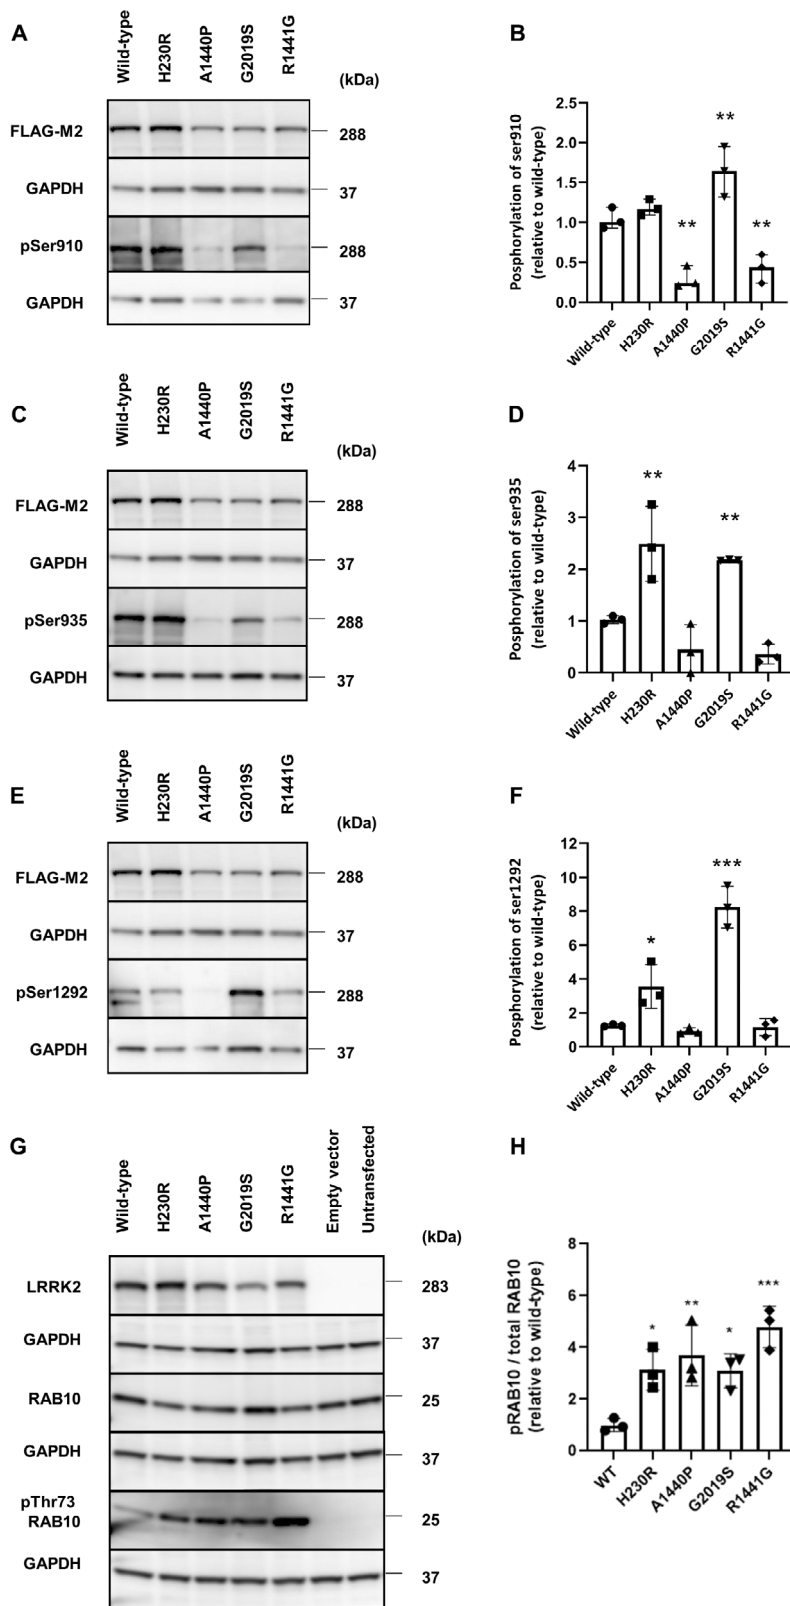 A
Wild-type
H230R
A1440P
G2019S
R1441G
(kDa)
FLAG-M2
288
GAPDH
37
pSer910
288
GAPDH
37
B
Posphorylation of ser910
(relative to wild-type)
2.5
2.0
1.5
1.0
0.5
0.0
**
**
**
Wild-type
H230R
A1440P
G2019S
R1441G
C
Wild-type
H230R
A1440P
G2019S
R1441G
(kDa)
FLAG-M2
288
GAPDH
37
pSer935
288
GAPDH
37
D
Posphorylation of ser935
(relative to wild-type)
4
3
2
1
0
**
**
Wild-type
H230R
A1440P
G2019S
R1441G
E
Wild-type
H230R
A1440P
G2019S
R1441G
(kDa)
FLAG-M2
288
GAPDH
37
pSer1292
288
GAPDH
37
F
Posphorylation of ser1292
(relative to wild-type)
12
10
8
6
4
2
0
*
***
Wild-type
H230R
A1440P
G2019S
R1441G
G
Wild-type
H230R
A1440P
G2019S
R1441G
Empty vector
Untransfected
(kDa)
LRRK2
283
GAPDH
37
RAB10
25
GAPDH
37
pThr73
RAB10
25
GAPDH
37
H
pRAB10 / total RAB10
(relative to wild-type)
8
6
4
2
0
*
**
*
***
WT
H230R
A1440P
G2019S
R1441G